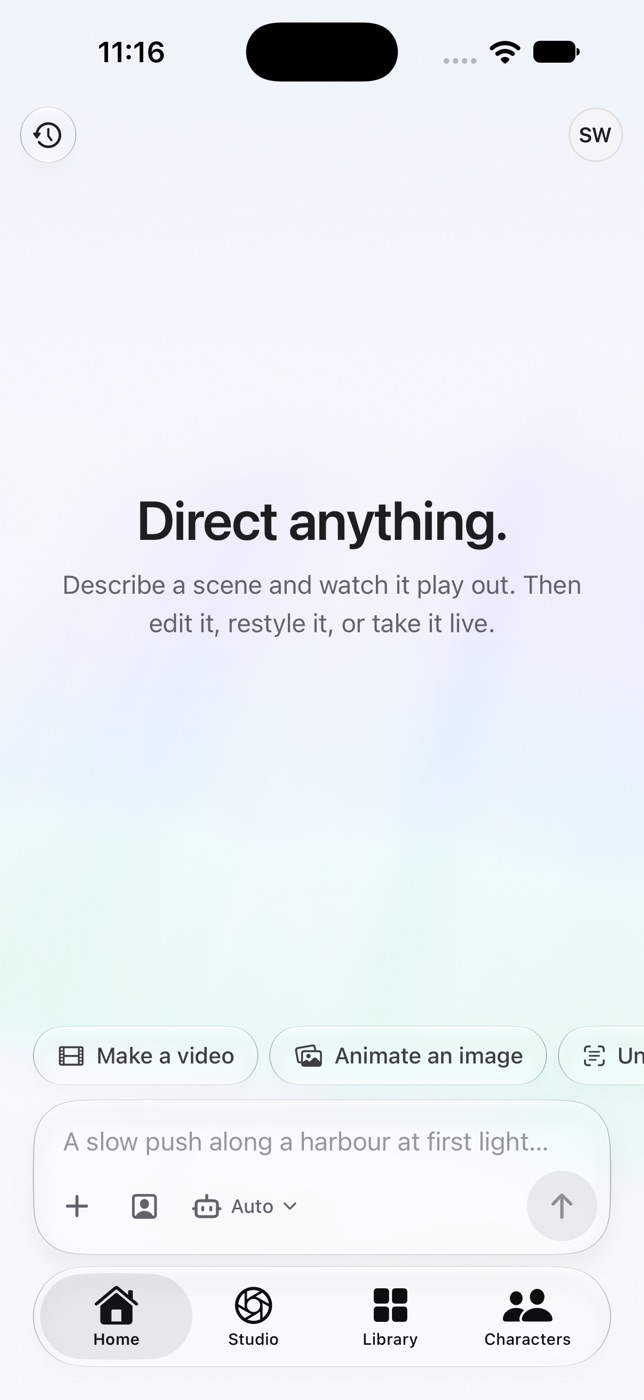 11:16
SW
Direct anything.
Describe a scene and watch it play out. Then
edit it, restyle it, or take it live.
Make a video
Animate an image
Un
A slow push along a harbour at first light...
Auto
Home
Studio
Library
Characters